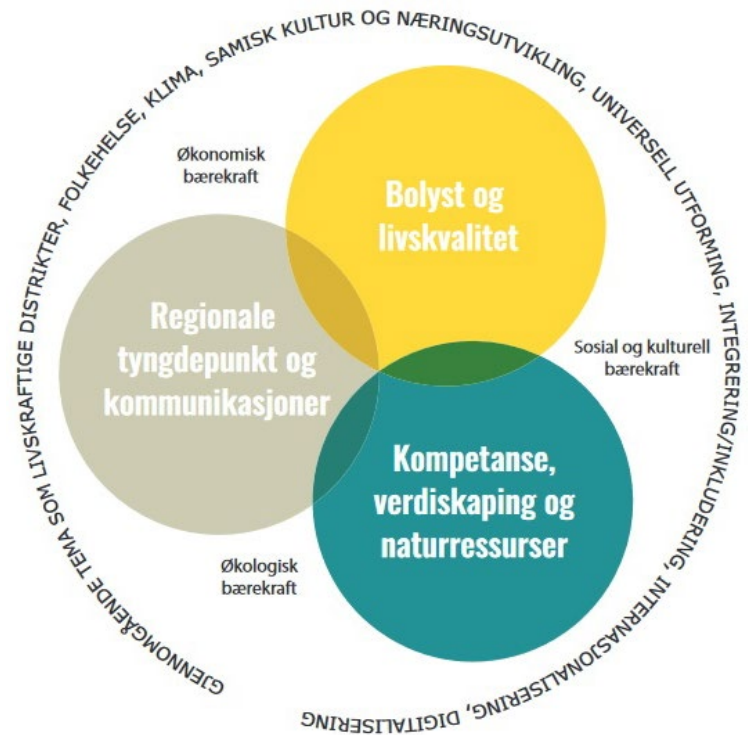 GJENNOMGÅENDE TEMA SOM LIVSKRAFTIGE DISTRIKTER, FOLKEHELSE, KLIMA, SAMISK KULTUR OG NÆRINGSUTVIKLING, UNIVERSELL UTFORMING, INTEGRERING/INKLUDERING, INTERNASJONALISERING, DIGITALISERING
Økonomisk
bærekraft
Bolyst og
livskvalitet
Regionale
tyngdepunkt og
kommunikasjoner
Sosial og kulturell
bærekraft
Kompetanse,
verdiskaping og
naturressurser
Økologisk
bærekraft